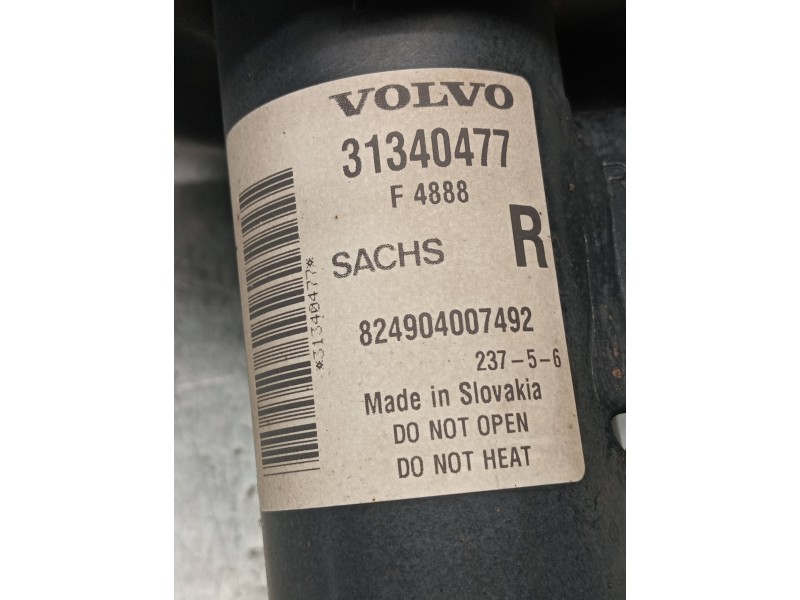 VOLVO
31340477
F 4888
R
SACHS
*31340477*
824904007492
237-5-6
Made in Slovakia
DO NOT OPEN
DO NOT HEAT